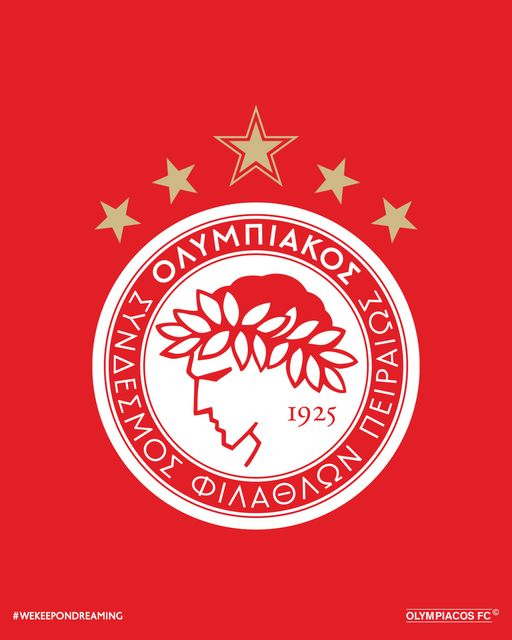 ΟΛΥΜΠΙΑΚΟΣ
ΣΥΝΔΕΣΜΟΣ ΦΙΛΑΘΛΩΝ ΠΕΙΡΑΙΩΣ
1925
#WEKEEPONDREAMING
OLYMPIACOS FC©